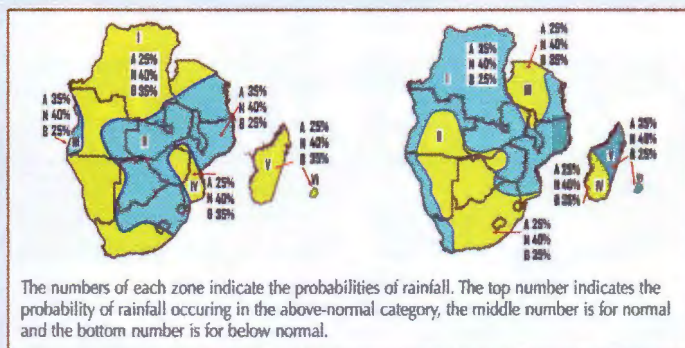 I
A 25%
N 40%
B 35%
A 35%
N 40%
B 25%
III
II
A 35%
N 40%
B 25%
IV
A 25%
N 40%
B 35%
A 25%
N 40%
B 35%
V
VI
I
A 35%
N 40%
B 25%
A 25%
N 40%
B 35%
III
II
A 25%
N 40%
B 35%
A 35%
N 40%
B 25%
V
IV
A 25%
N 40%
B 35%
The numbers of each zone indicate the probabilities of rainfall. The top number indicates the
probability of rainfall occuring in the above-normal category, the middle number is for normal
and the bottom number is for below normal.